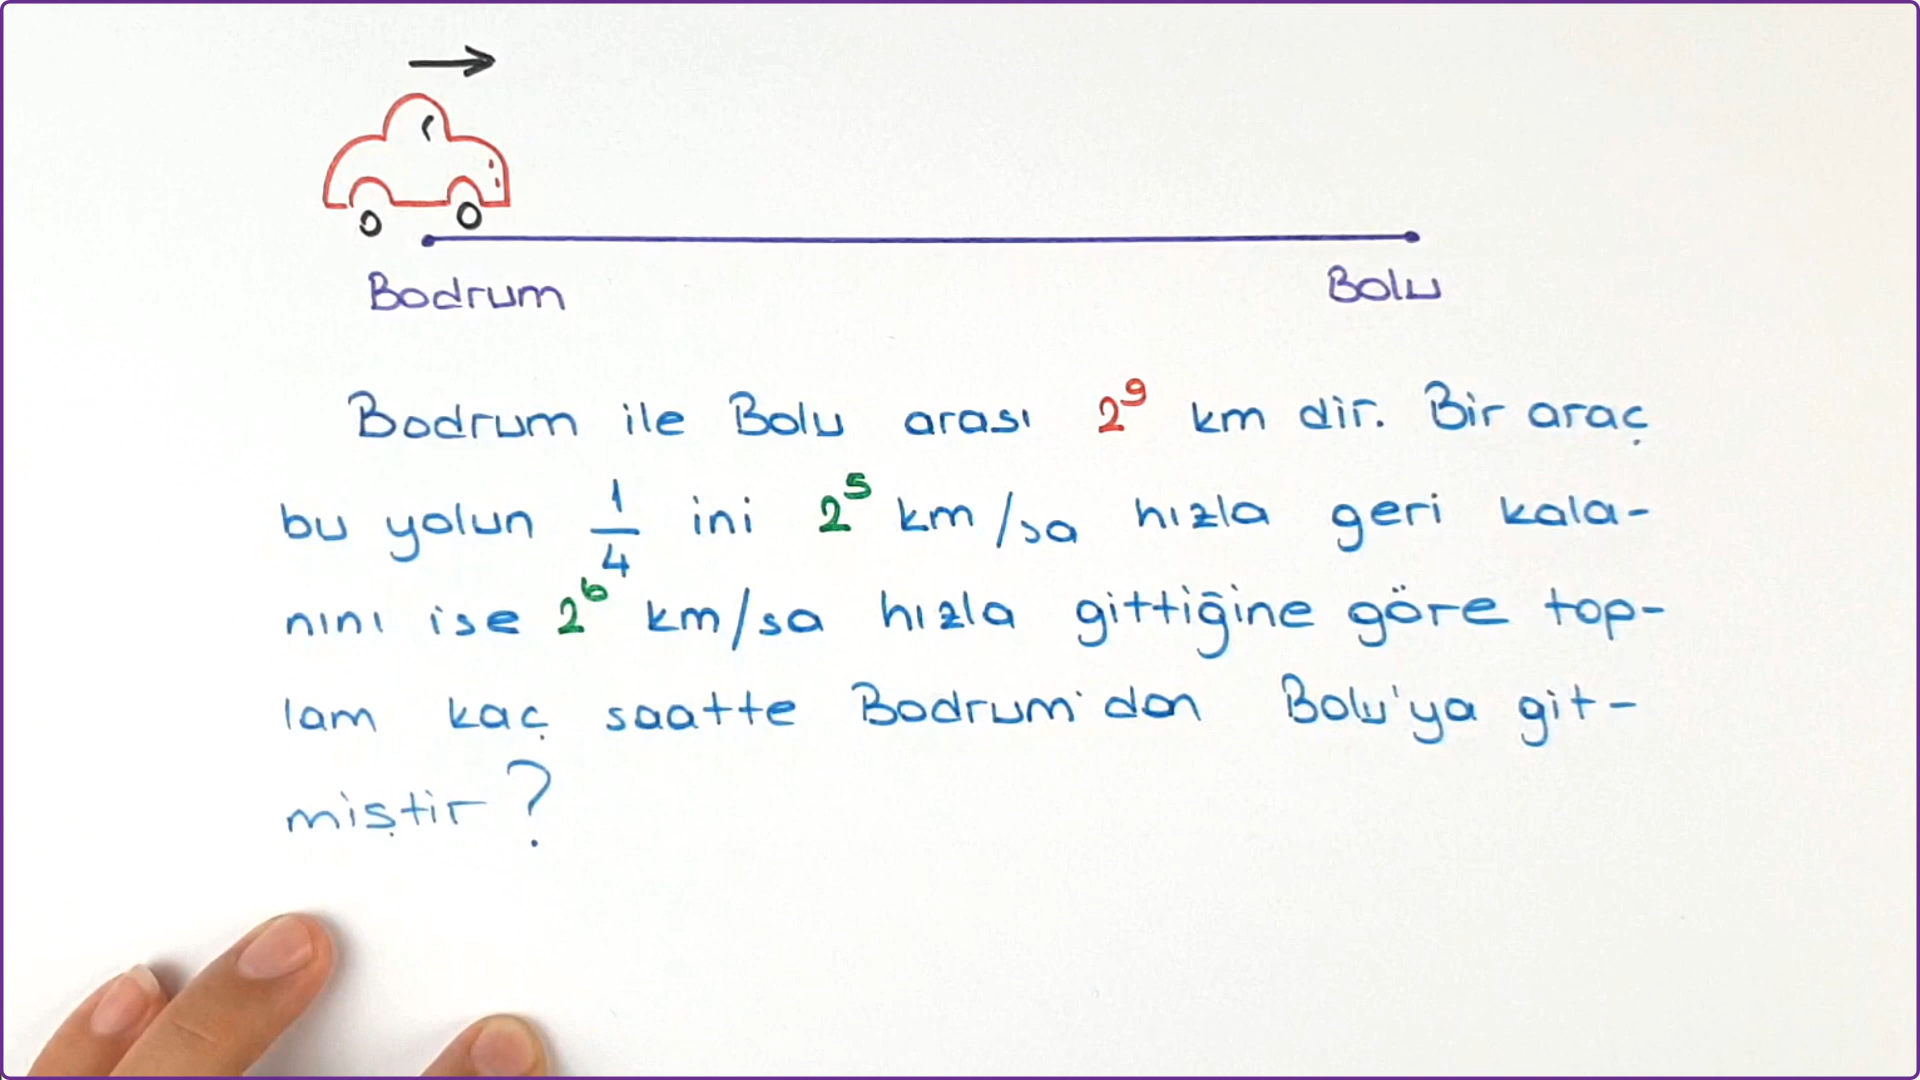 Bodrum Bolu
Bodrum ile Bolu arası 2⁹ km dir. Bir araç
bu yolun 1/4 ini 2⁵ km/sa hızla geri kala-
nını ise 2⁶ km/sa hızla gittiğine göre top-
lam kaç saatte Bodrum'dan Bolu'ya git-
miştir?